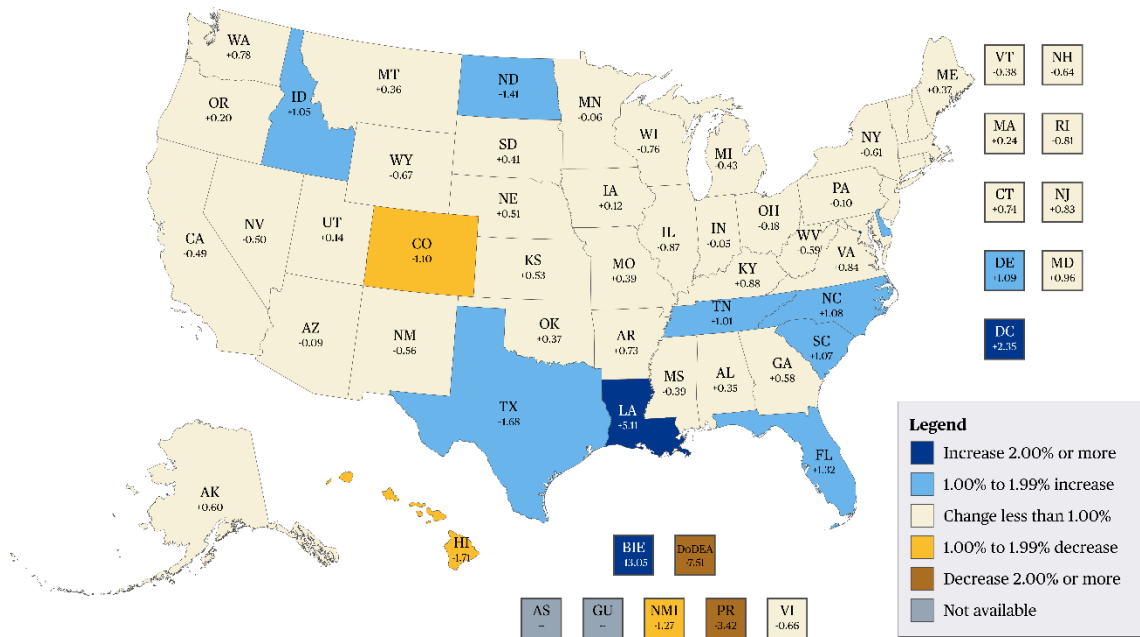 WA
+0.78
MT
+0.36
ND
-1.41
MN
-0.06
ME
+0.37
VT
-0.38
NH
-0.64
OR
+0.20
ID
+1.05
SD
+0.41
WI
-0.76
MI
-0.43
NY
-0.61
MA
+0.24
RI
-0.81
WY
-0.67
NE
+0.51
IA
+0.12
PA
-0.10
CT
+0.74
NJ
+0.83
CA
-0.49
NV
-0.50
UT
+0.14
CO
-1.10
KS
+0.53
MO
+0.39
IL
-0.87
IN
-0.05
OH
-0.18
WV
-0.59
VA
-0.84
KY
+0.88
DE
+1.09
MD
+0.96
AZ
-0.09
NM
-0.56
OK
+0.37
AR
+0.73
TN
+1.01
NC
+1.08
SC
+1.07
DC
+2.35
TX
-1.68
LA
+5.11
MS
-0.39
AL
+0.35
GA
+0.58
FL
+1.32
AK
+0.60
HI
-1.71
BIE
13.05
DoDEA
-7.51
AS
--
GU
--
NMI
-1.27
PR
-3.42
VI
-0.66
Legend
Increase 2.00% or more
1.00% to 1.99% increase
Change less than 1.00%
1.00% to 1.99% decrease
Decrease 2.00% or more
Not available